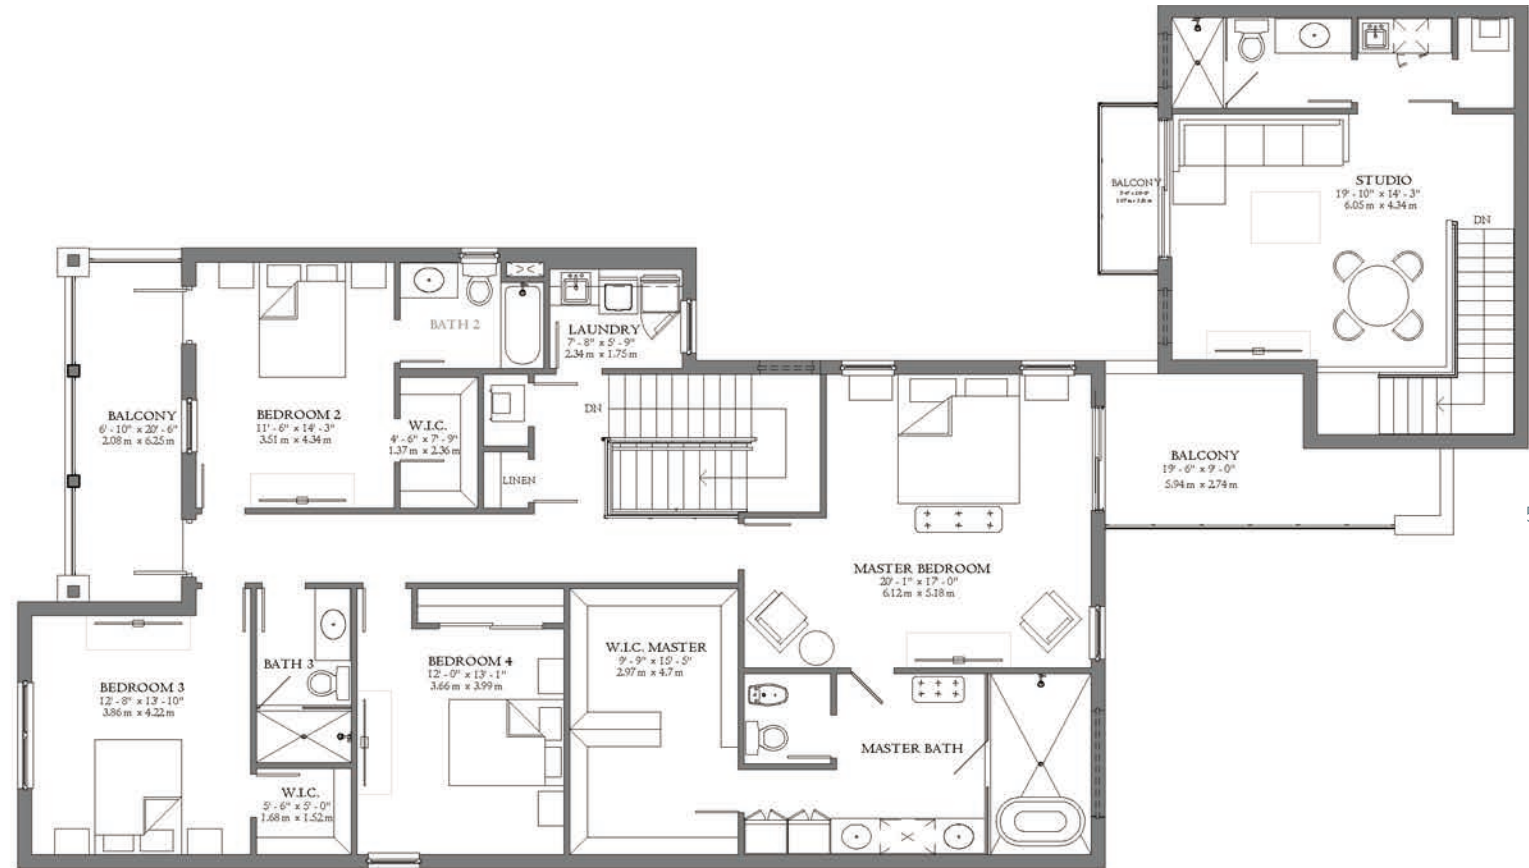 STUDIO
19' - 10" x 14' - 3"
6.05 m x 4.34 m
BALCONY
DN
BATH 2
LAUNDRY
7' - 8" x 5' - 9"
2.34 m x 1.75 m
BALCONY
6' - 10" x 20' - 6"
2.08 m x 6.25 m
BEDROOM 2
11' - 6" x 14' - 3"
3.51 m x 4.34 m
W.I.C.
4' - 6" x 7' - 9"
1.37 m x 2.36 m
DN
LINEN
BALCONY
19' - 6" x 9' - 0"
5.94 m x 2.74 m
MASTER BEDROOM
20' - 1" x 17' - 0"
6.12 m x 5.18 m
BEDROOM 3
12' - 8" x 13' - 10"
3.86 m x 4.22 m
BATH 3
BEDROOM 4
12' - 0" x 13' - 1"
3.66 m x 3.99 m
W.I.C. MASTER
9' - 9" x 15' - 5"
2.97 m x 4.7 m
MASTER BATH
W.I.C.
5' - 6" x 5' - 0"
1.68 m x 1.52 m